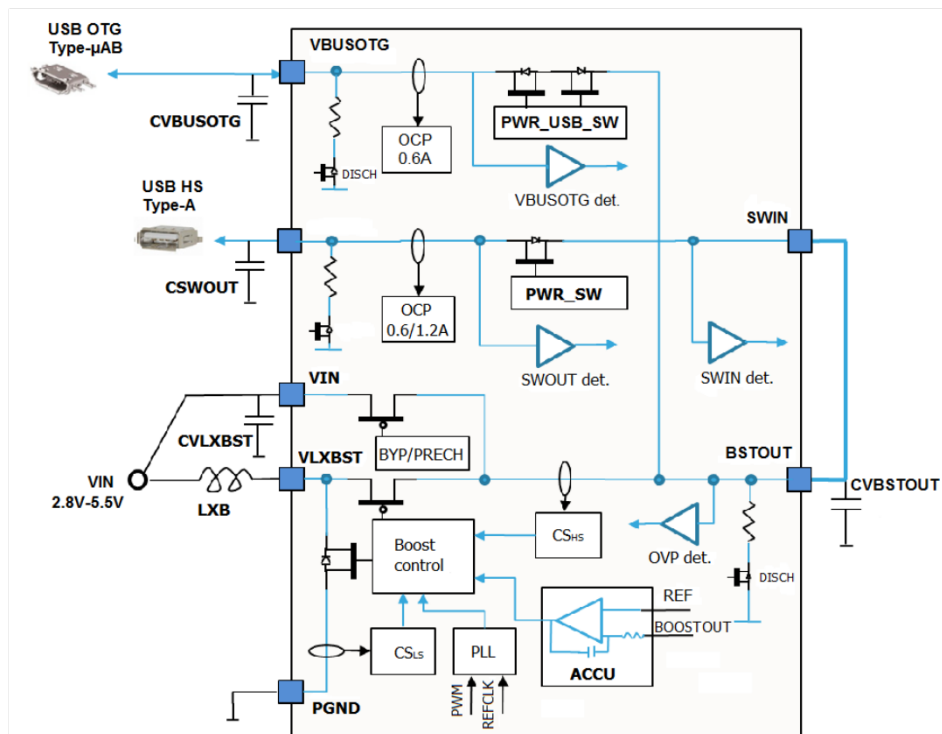 USB OTG
Type-µAB
VBUSOTG
CVBUSOTG
OCP
0.6A
PWR_USB_SW
DISCH
VBUSOTG det.
USB HS
Type-A
SWIN
CSWOUT
OCP
0.6/1.2A
PWR_SW
SWOUT det.
SWIN det.
VIN
CVLXBST
BYP/PRECH
VLXBST
BSTOUT
VIN
2.8V-5.5V
LXB
CVBSTOUT
Boost
control
CSHS
OVP det.
DISCH
REF
BOOSTOUT
CSLS
PLL
ACCU
PGND
PWM
REFCLK